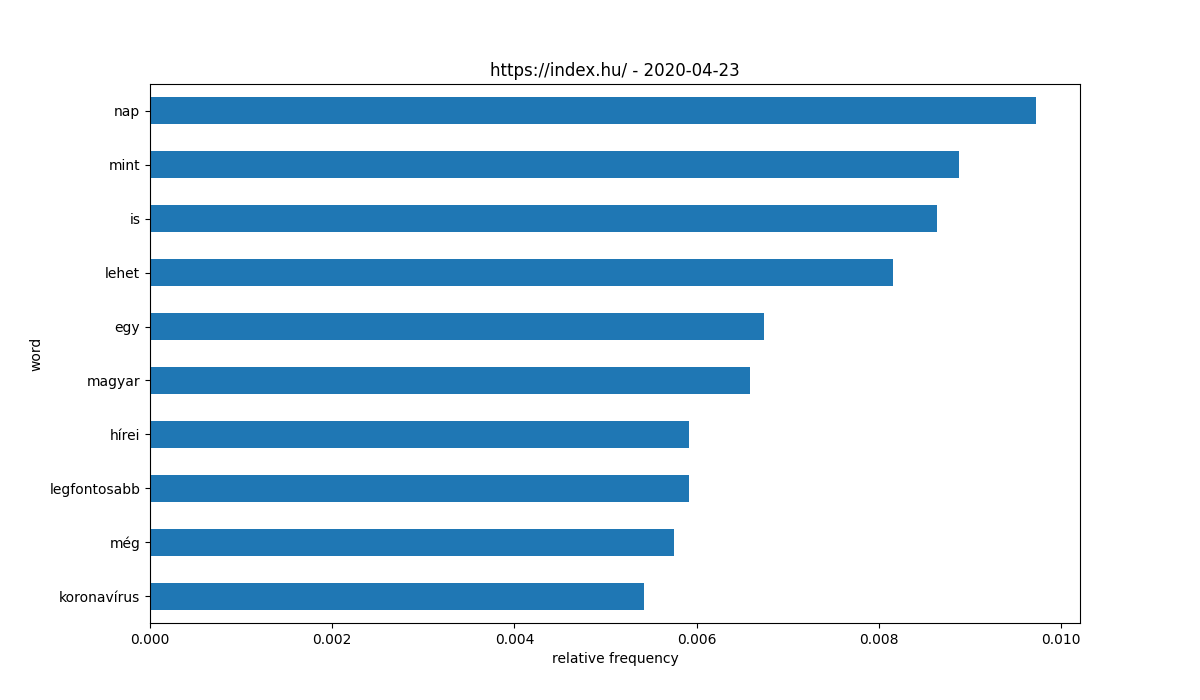 https://index.hu/ - 2020-04-23
nap
mint
is
lehet
egy
magyar
hírei
legfontosabb
még
koronavírus
word
0.000 0.002 0.004 0.006 0.008 0.010
relative frequency